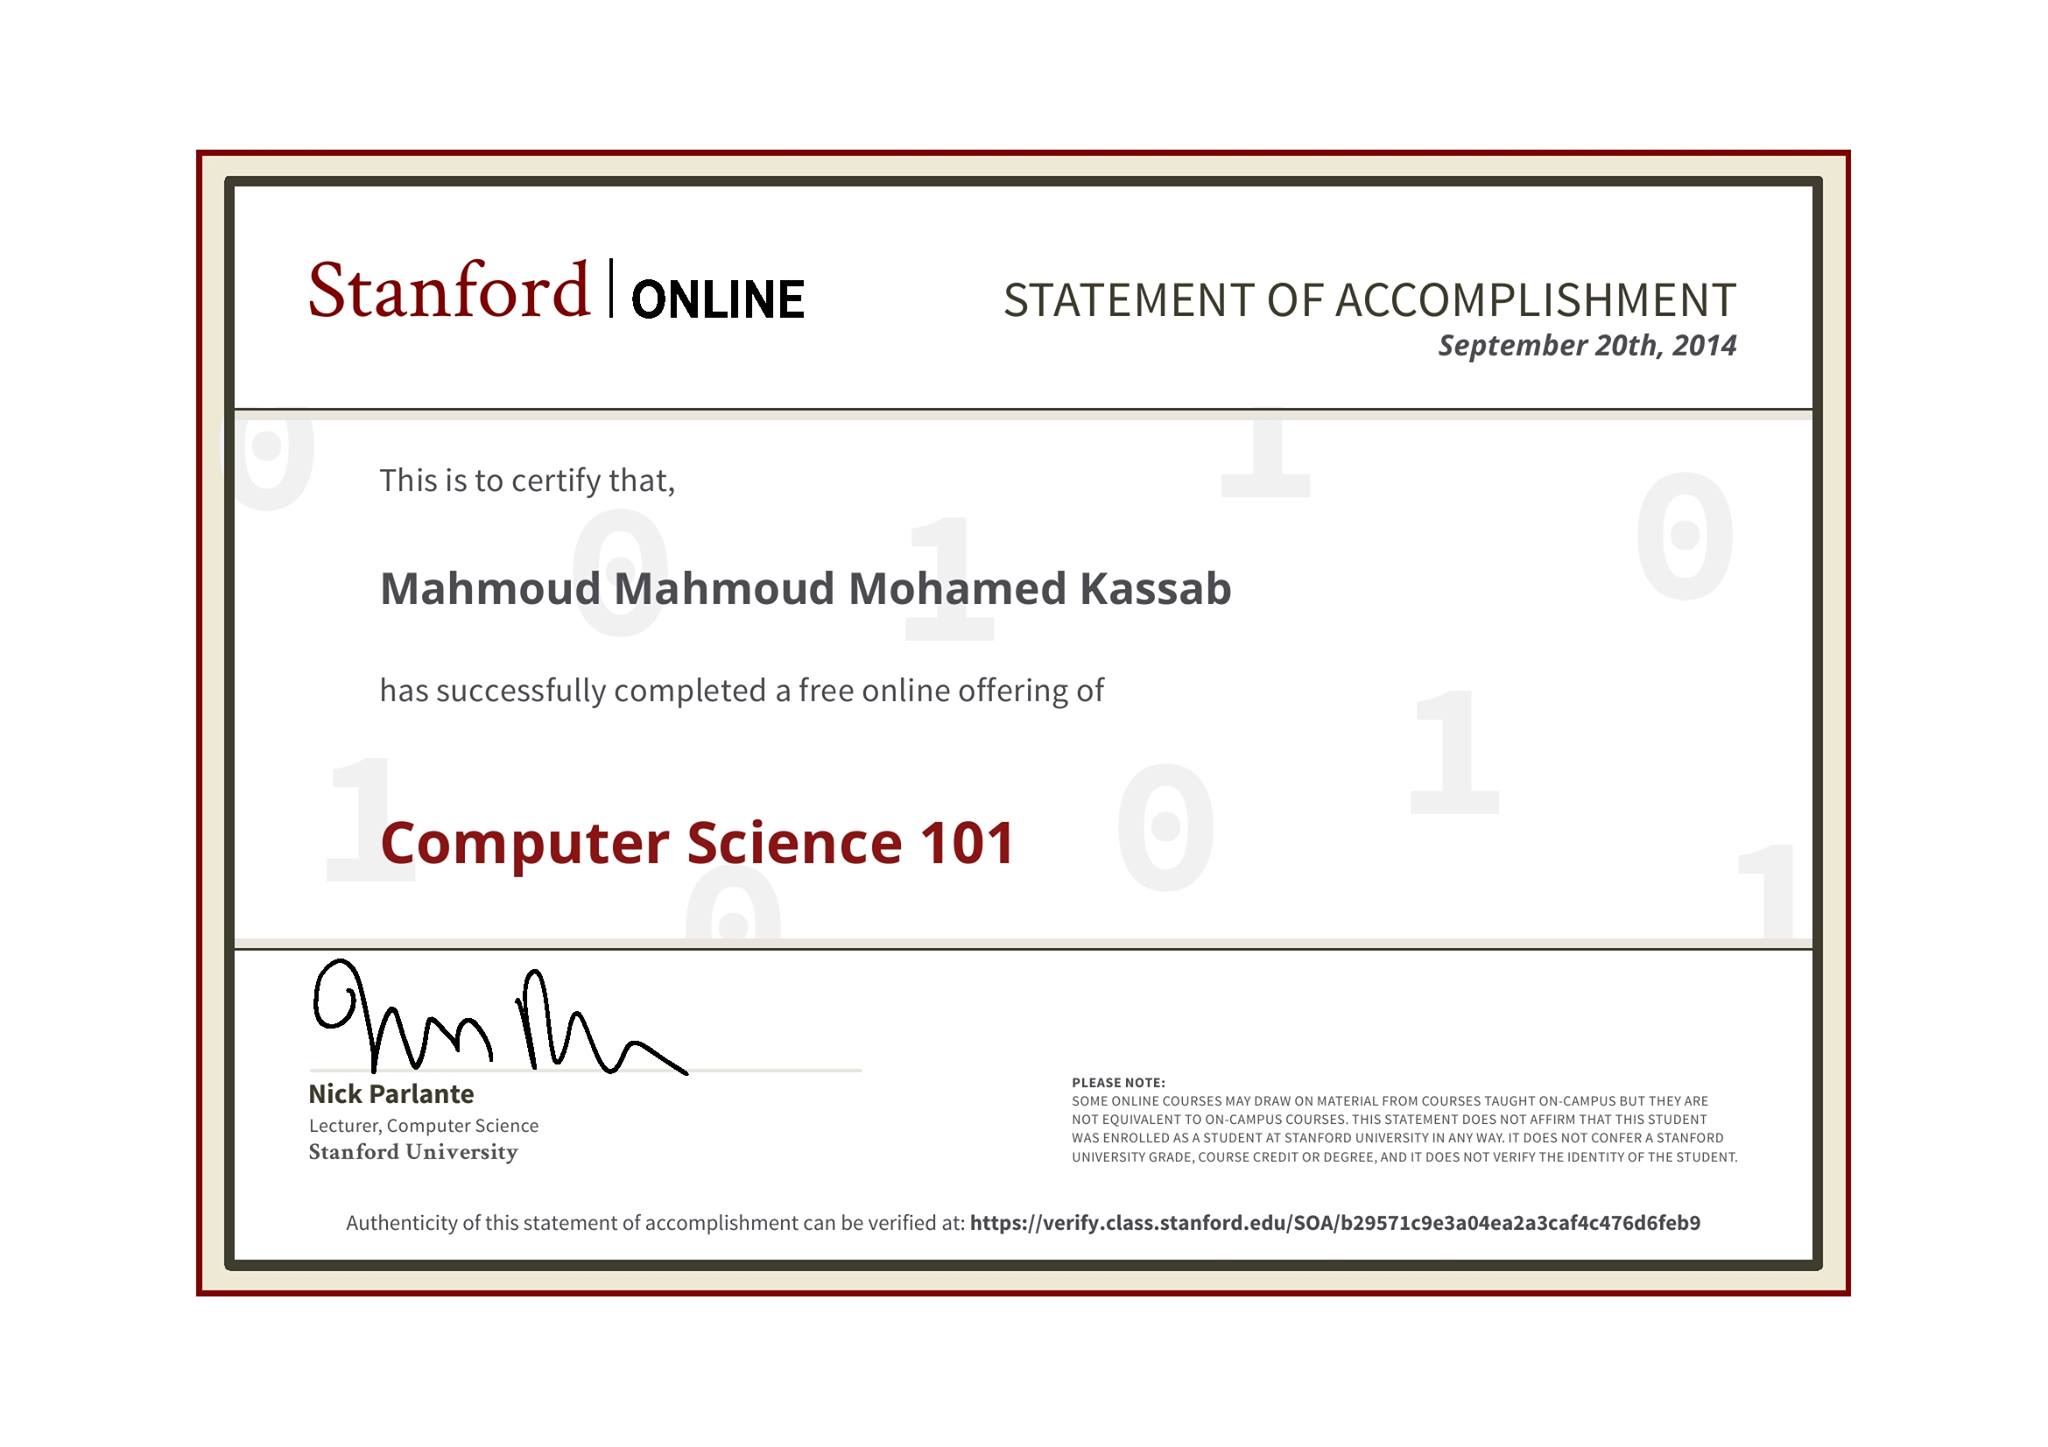 Stanford | ONLINE
STATEMENT OF ACCOMPLISHMENT
September 20th, 2014
This is to certify that,
Mahmoud Mahmoud Mohamed Kassab
has successfully completed a free online offering of
Computer Science 101
Nick Parlante
Lecturer, Computer Science
Stanford University
PLEASE NOTE:
SOME ONLINE COURSES MAY DRAW ON MATERIAL FROM COURSES TAUGHT ON-CAMPUS BUT THEY ARE
NOT EQUIVALENT TO ON-CAMPUS COURSES. THIS STATEMENT DOES NOT AFFIRM THAT THIS STUDENT
WAS ENROLLED AS A STUDENT AT STANFORD UNIVERSITY IN ANY WAY. IT DOES NOT CONFER A STANFORD
UNIVERSITY GRADE, COURSE CREDIT OR DEGREE, AND IT DOES NOT VERIFY THE IDENTITY OF THE STUDENT.
Authenticity of this statement of accomplishment can be verified at: https://verify.class.stanford.edu/SOA/b29571c9e3a04ea2a3caf4c476d6feb9